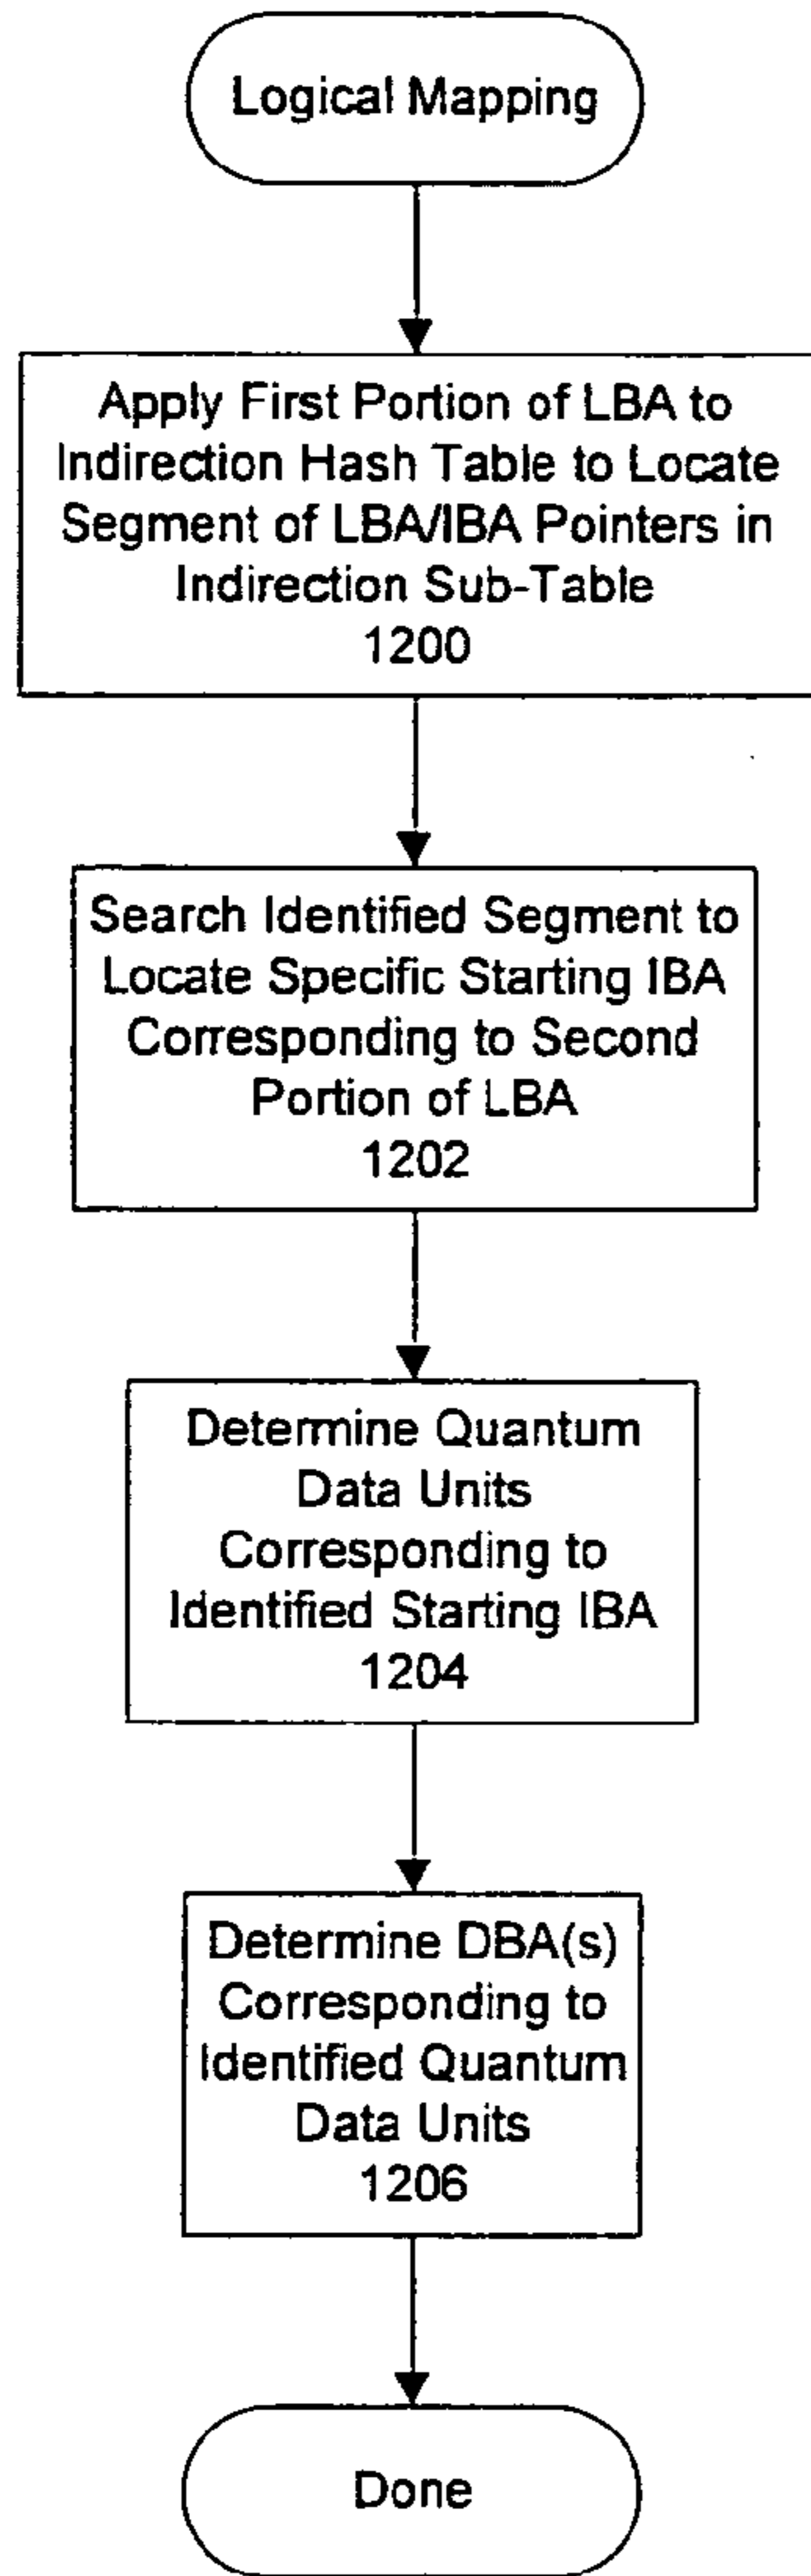 Logical Mapping
Apply First Portion of LBA to
Indirection Hash Table to Locate
Segment of LBA/IBA Pointers in
Indirection Sub-Table
1200
Search Identified Segment to
Locate Specific Starting IBA
Corresponding to Second
Portion of LBA
1202
Determine Quantum
Data Units
Corresponding to
Identified Starting IBA
1204
Determine DBA(s)
Corresponding to
Identified Quantum
Data Units
1206
Done